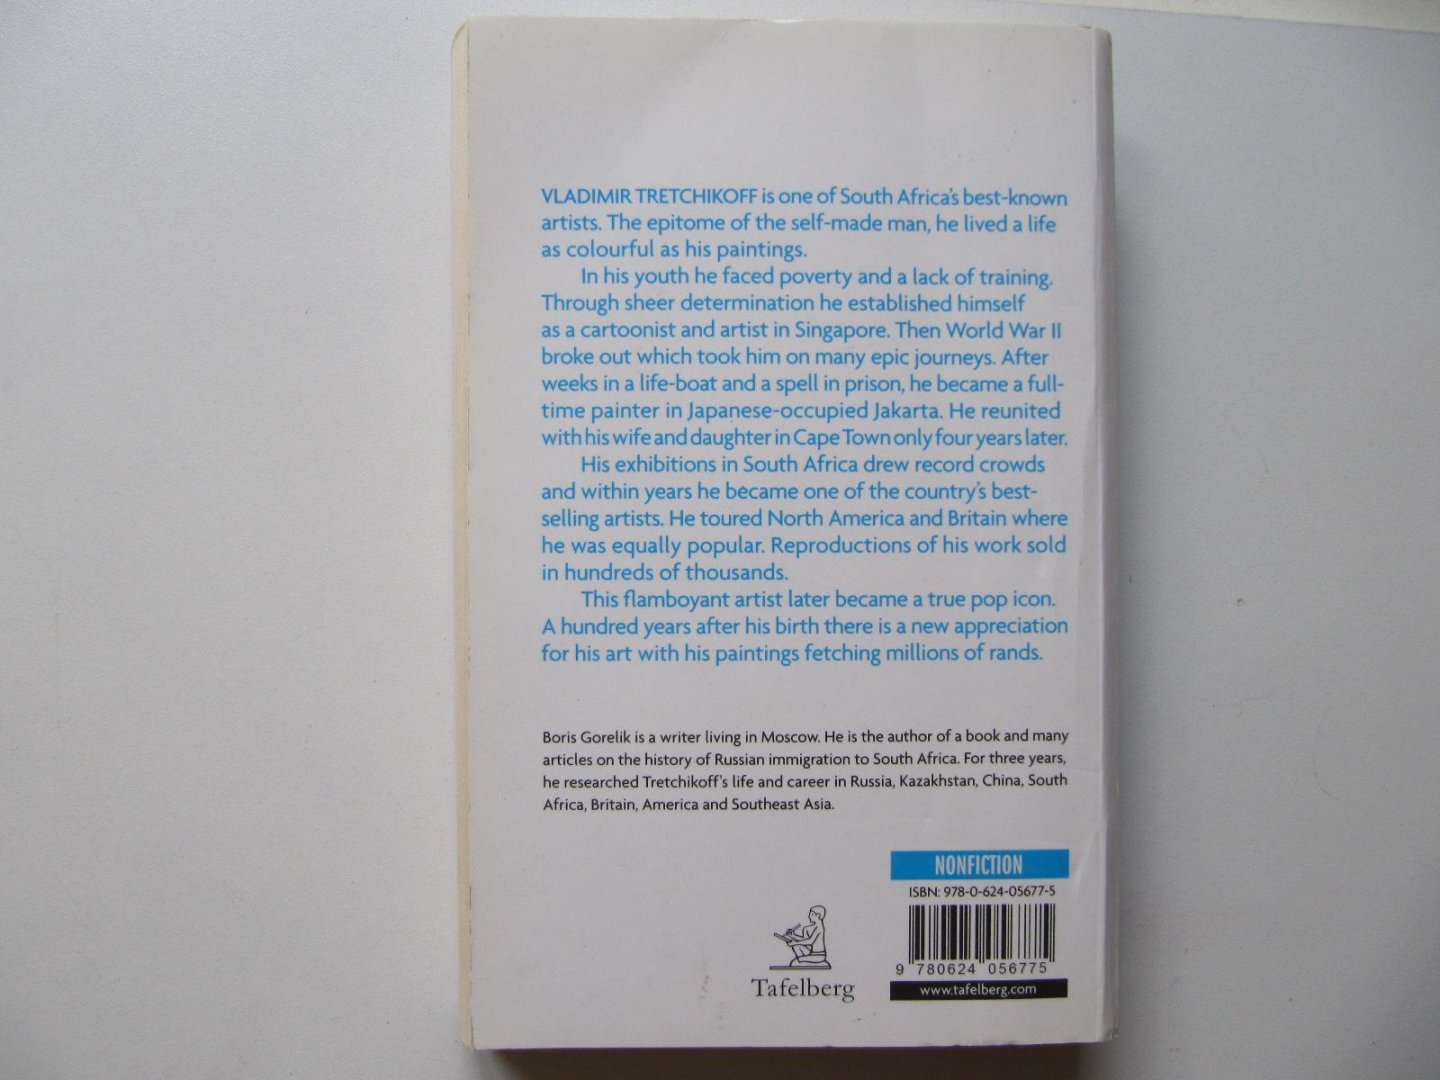 VLADIMIR TRETCHIKOFF is one of South Africa's best-known
artists. The epitome of the self-made man, he lived a life
as colourful as his paintings.
In his youth he faced poverty and a lack of training.
Through sheer determination he established himself
as a cartoonist and artist in Singapore. Then World War II
broke out which took him on many epic journeys. After
weeks in a life-boat and a spell in prison, he became a full-
time painter in Japanese-occupied Jakarta. He reunited
with his wife and daughter in Cape Town only four years later.
His exhibitions in South Africa drew record crowds
and within years he became one of the country's best-
selling artists. He toured North America and Britain where
he was equally popular. Reproductions of his work sold
in hundreds of thousands.
This flamboyant artist later became a true pop icon.
A hundred years after his birth there is a new appreciation
for his art with his paintings fetching millions of rands.
Boris Gorelik is a writer living in Moscow. He is the author of a book and many
articles on the history of Russian immigration to South Africa. For three years,
he researched Tretchikoff's life and career in Russia, Kazakhstan, China, South
Africa, Britain, America and Southeast Asia.
NONFICTION
ISBN: 978-0-624-05677-5
9 780624 056775
Tafelberg
www.tafelberg.com